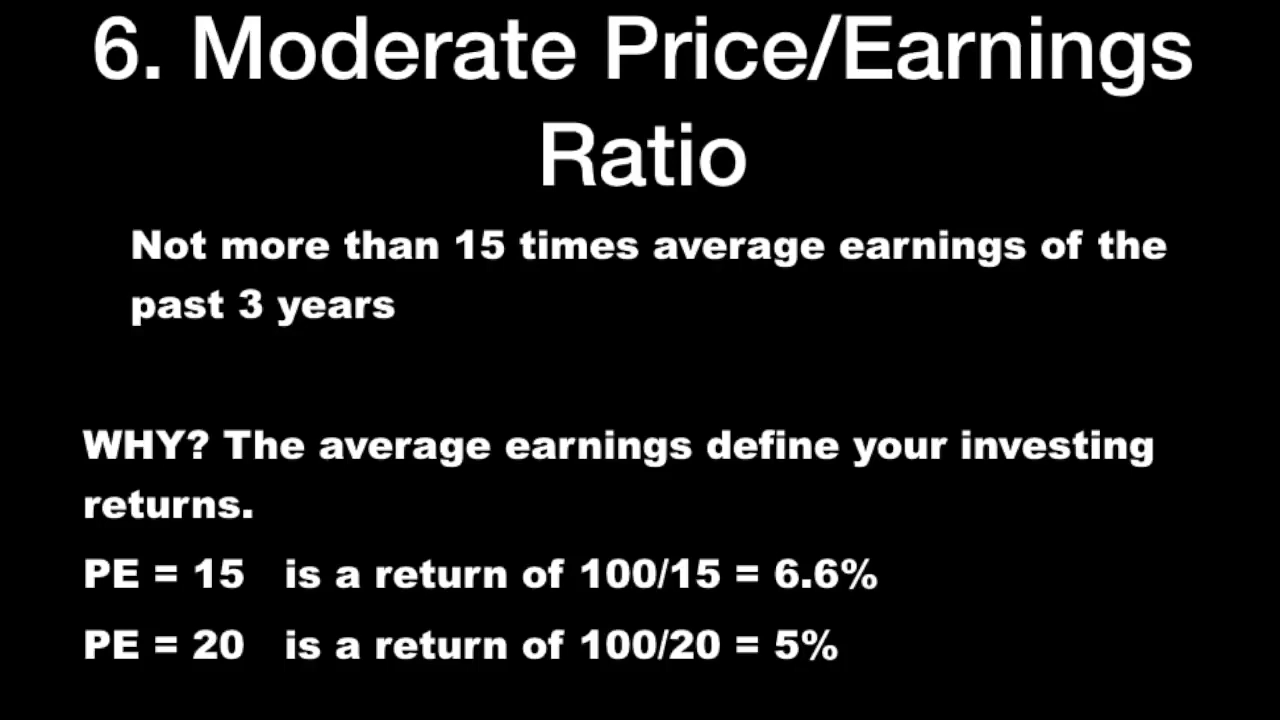 6. Moderate Price/Earnings
Ratio
Not more than 15 times average earnings of the
past 3 years
WHY? The average earnings define your investing
returns.
PE = 15 is a return of 100/15 = 6.6%
PE = 20 is a return of 100/20 = 5%